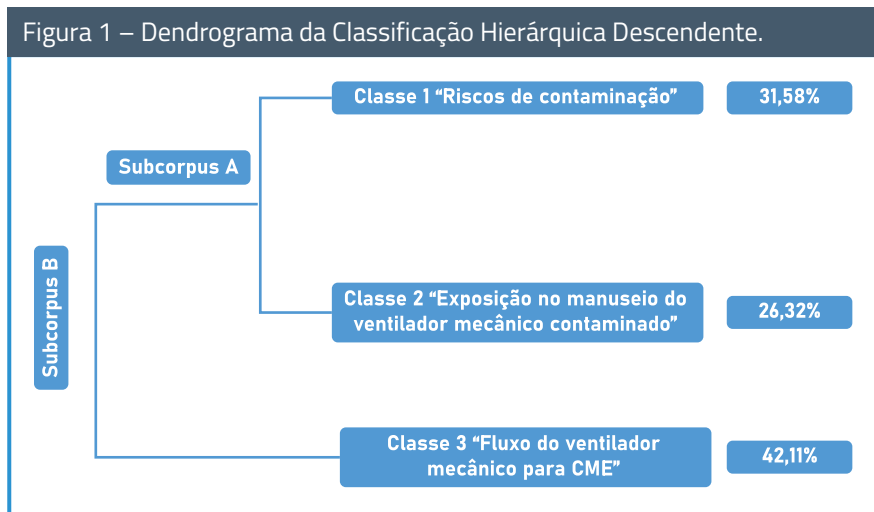 Figura 1 – Dendrograma da Classificação Hierárquica Descendente.
Classe 1 “Riscos de contaminação”
31,58%
Subcorpus A
Subcorpus B
Classe 2 “Exposição no manuseio do
ventilador mecânico contaminado”
26,32%
Classe 3 “Fluxo do ventilador
mecânico para CME”
42,11%